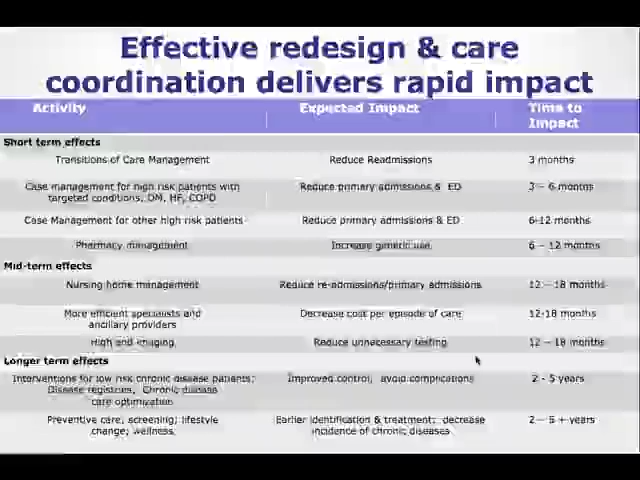 Effective redesign & care
coordination delivers rapid impact
Activity Expected Impact Time to
Impact
Short term effects
Transitions of Care Management Reduce Readmissions 3 months
Case management for high risk patients with
targeted conditions, DM, HF, COPD Reduce primary admissions & ED 3 – 6 months
Case Management for other high risk patients Reduce primary admissions & ED 6-12 months
Pharmacy management Increase generic use 6 – 12 months
Mid-term effects
Nursing home management Reduce re-admissions/primary admissions 12 – 18 months
More efficient specialists and
ancillary providers Decrease cost per episode of care 12-18 months
High end imaging Reduce unnecessary testing 12 – 18 months
Longer term effects
Interventions for low risk chronic disease patients;
Disease registries, Chronic disease
care optimization Improved control, avoid complications 2 - 5 years
Preventive care; screening; lifestyle
change; wellness Earlier identification & treatment; decrease
incidence of chronic diseases 2 – 5 + years